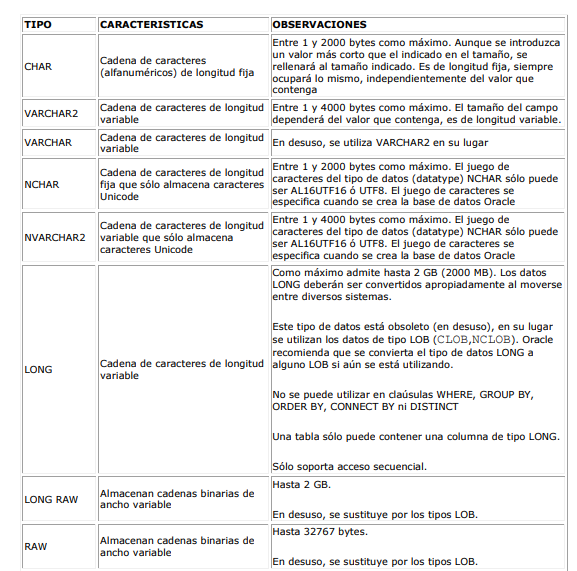 TIPO CARACTERISTICAS OBSERVACIONES
CHAR
Cadena de caracteres
(alfanuméricos) de longitud fija
Entre 1 y 2000 bytes como máximo. Aunque se introduzca
un valor más corto que el indicado en el tamaño, se
rellenará al tamaño indicado. Es de longitud fija, siempre
ocupará lo mismo, independientemente del valor que
contenga
VARCHAR2
Cadena de caracteres de longitud
variable
Entre 1 y 4000 bytes como máximo. El tamaño del campo
dependerá del valor que contenga, es de longitud variable.
VARCHAR
Cadena de caracteres de longitud
variable
En desuso, se utiliza VARCHAR2 en su lugar
NCHAR
Cadena de caracteres de longitud
fija que sólo almacena caracteres
Unicode
Entre 1 y 2000 bytes como máximo. El juego de
caracteres del tipo de datos (datatype) NCHAR sólo puede
ser AL16UTF16 ó UTF8. El juego de caracteres se
especifica cuando se crea la base de datos Oracle
NVARCHAR2
Cadena de caracteres de longitud
variable que sólo almacena
caracteres Unicode
Entre 1 y 4000 bytes como máximo. El juego de
caracteres del tipo de datos (datatype) NCHAR sólo puede
ser AL16UTF16 ó UTF8. El juego de caracteres se
especifica cuando se crea la base de datos Oracle
LONG
Cadena de caracteres de longitud
variable
Como máximo admite hasta 2 GB (2000 MB). Los datos
LONG deberán ser convertidos apropiadamente al moverse
entre diversos sistemas.
Este tipo de datos está obsoleto (en desuso), en su lugar
se utilizan los datos de tipo LOB (CLOB,NCLOB). Oracle
recomienda que se convierta el tipo de datos LONG a
alguno LOB si aún se está utilizando.
No se puede utilizar en claúsulas WHERE, GROUP BY,
ORDER BY, CONNECT BY ni DISTINCT
Una tabla sólo puede contener una columna de tipo LONG.
Sólo soporta acceso secuencial.
LONG RAW
Almacenan cadenas binarias de
ancho variable
Hasta 2 GB.
En desuso, se sustituye por los tipos LOB.
RAW
Almacenan cadenas binarias de
ancho variable
Hasta 32767 bytes.
En desuso, se sustituye por los tipos LOB.